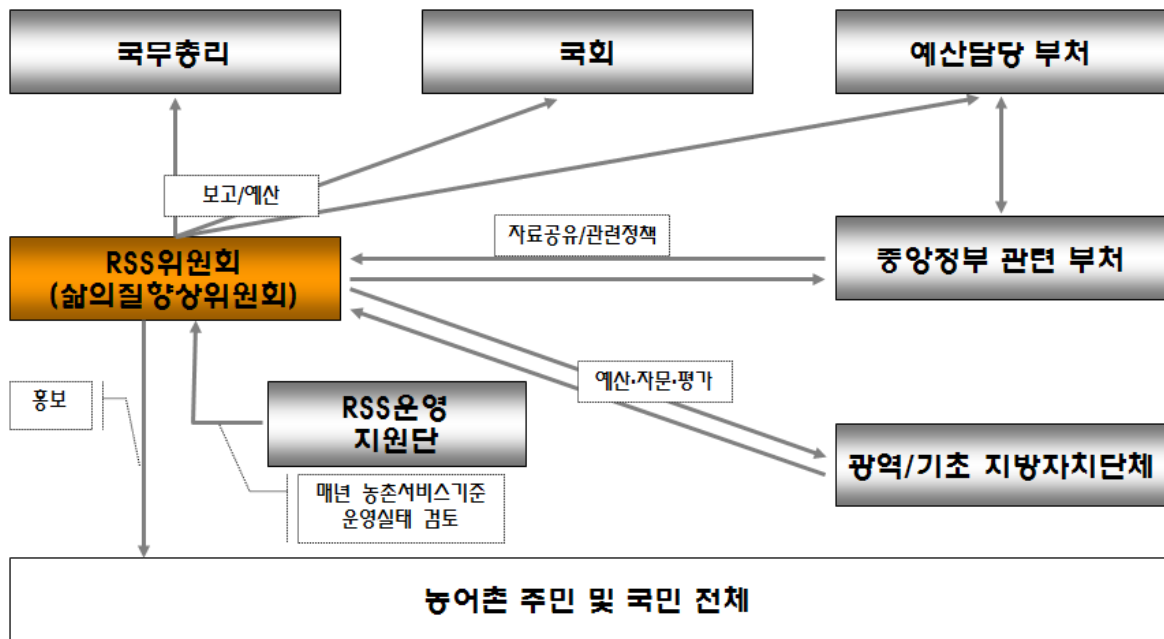 국무총리
국회
예산담당 부처
보고/예산
자료공유/관련정책
RSS위원회
(삶의질향상위원회)
중앙정부 관련 부처
홍보
예산·자문·평가
RSS운영
지원단
광역/기초 지방자치단체
매년 농촌서비스기준
운영실태 검토
농어촌 주민 및 국민 전체